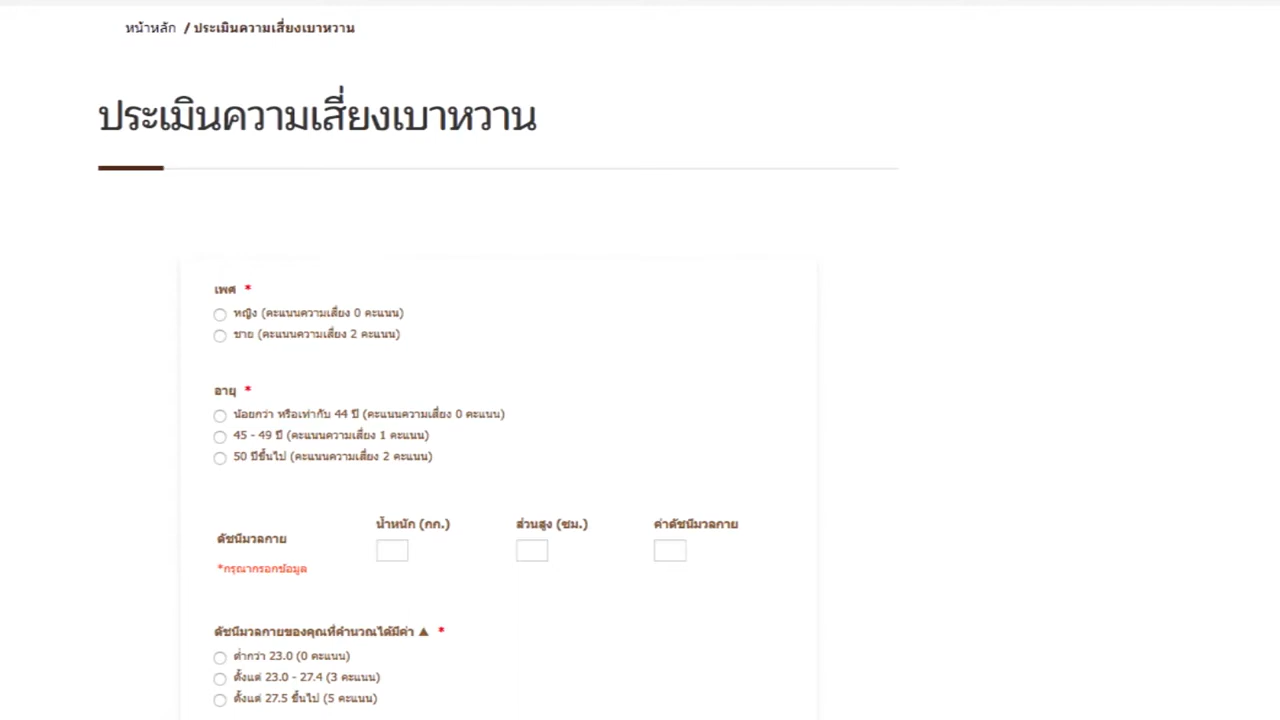 หน้าหลัก / ประเมินความเสี่ยงเบาหวาน
ประเมินความเสี่ยงเบาหวาน
เพศ *
หญิง (คะแนนความเสี่ยง 0 คะแนน)
ชาย (คะแนนความเสี่ยง 2 คะแนน)
อายุ *
น้อยกว่า หรือเท่ากับ 44 ปี (คะแนนความเสี่ยง 0 คะแนน)
45 - 49 ปี (คะแนนความเสี่ยง 1 คะแนน)
50 ปีขึ้นไป (คะแนนความเสี่ยง 2 คะแนน)
น้ำหนัก (กก.) ส่วนสูง (ซม.) ค่าดัชนีมวลกาย
ดัชนีมวลกาย
*กรุณากรอกข้อมูล
ดัชนีมวลกายของคุณที่คำนวณได้มีค่า ▲ *
ต่ำกว่า 23.0 (0 คะแนน)
ตั้งแต่ 23.0 - 27.4 (3 คะแนน)
ตั้งแต่ 27.5 ขึ้นไป (5 คะแนน)